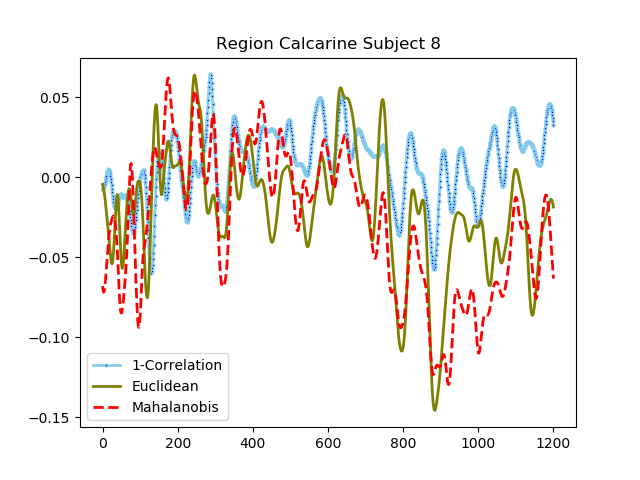 Region Calcarine Subject 8
0.05
0.00
−0.05
−0.10
−0.15
1-Correlation
Euclidean
Mahalanobis
0 200 400 600 800 1000 1200